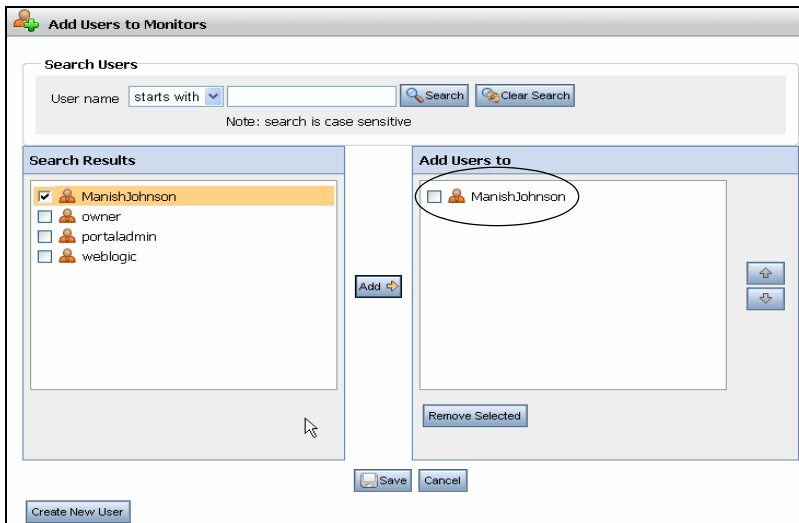 Add Users to Monitors
Search Users
User name starts with Search Clear Search
Note: search is case sensitive
Search Results
ManishJohnson
owner
portaladmin
weblogic
Add
Add Users to
ManishJohnson
Remove Selected
Save Cancel
Create New User